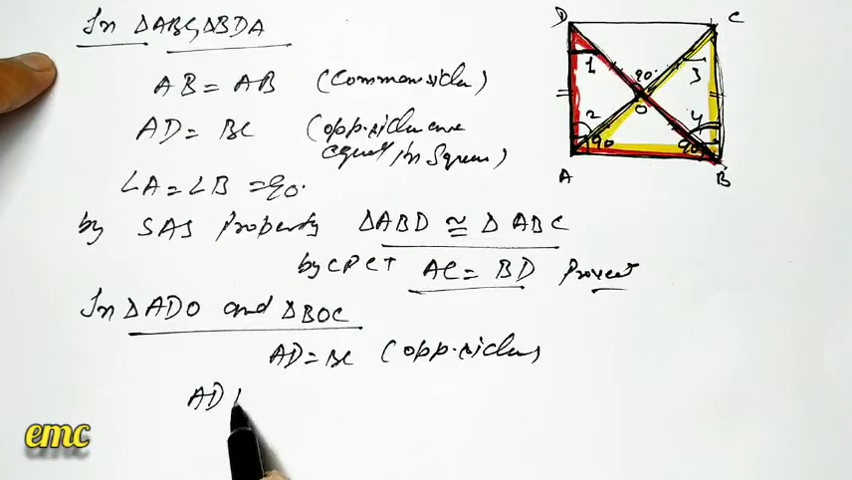 In ΔABC, ΔBDA
AB = AB (Common side)
AD = BC (opp. side are
equal in Square)
∠A = ∠B = 90°
by SAS Property ΔABD ≅ ΔABC
by CPCT AC = BD Proved
In ΔADO and ΔBOC
AD = BC (opp. sides)
AD
D C
1 90° 3
O
2 4
90 90
A B
emc